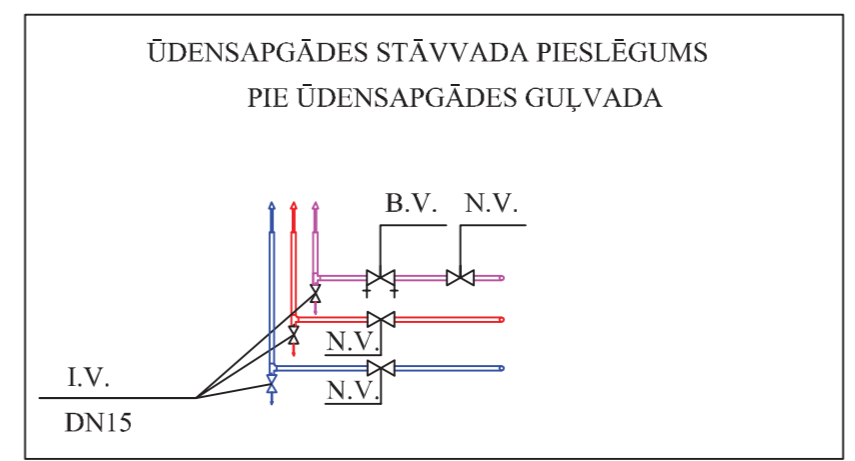 ŪDENSAPGĀDES STĀVVADA PIESLĒGUMS
PIE ŪDENSAPGĀDES GUĻVADA
B.V. N.V.
N.V.
I.V.
N.V.
DN15